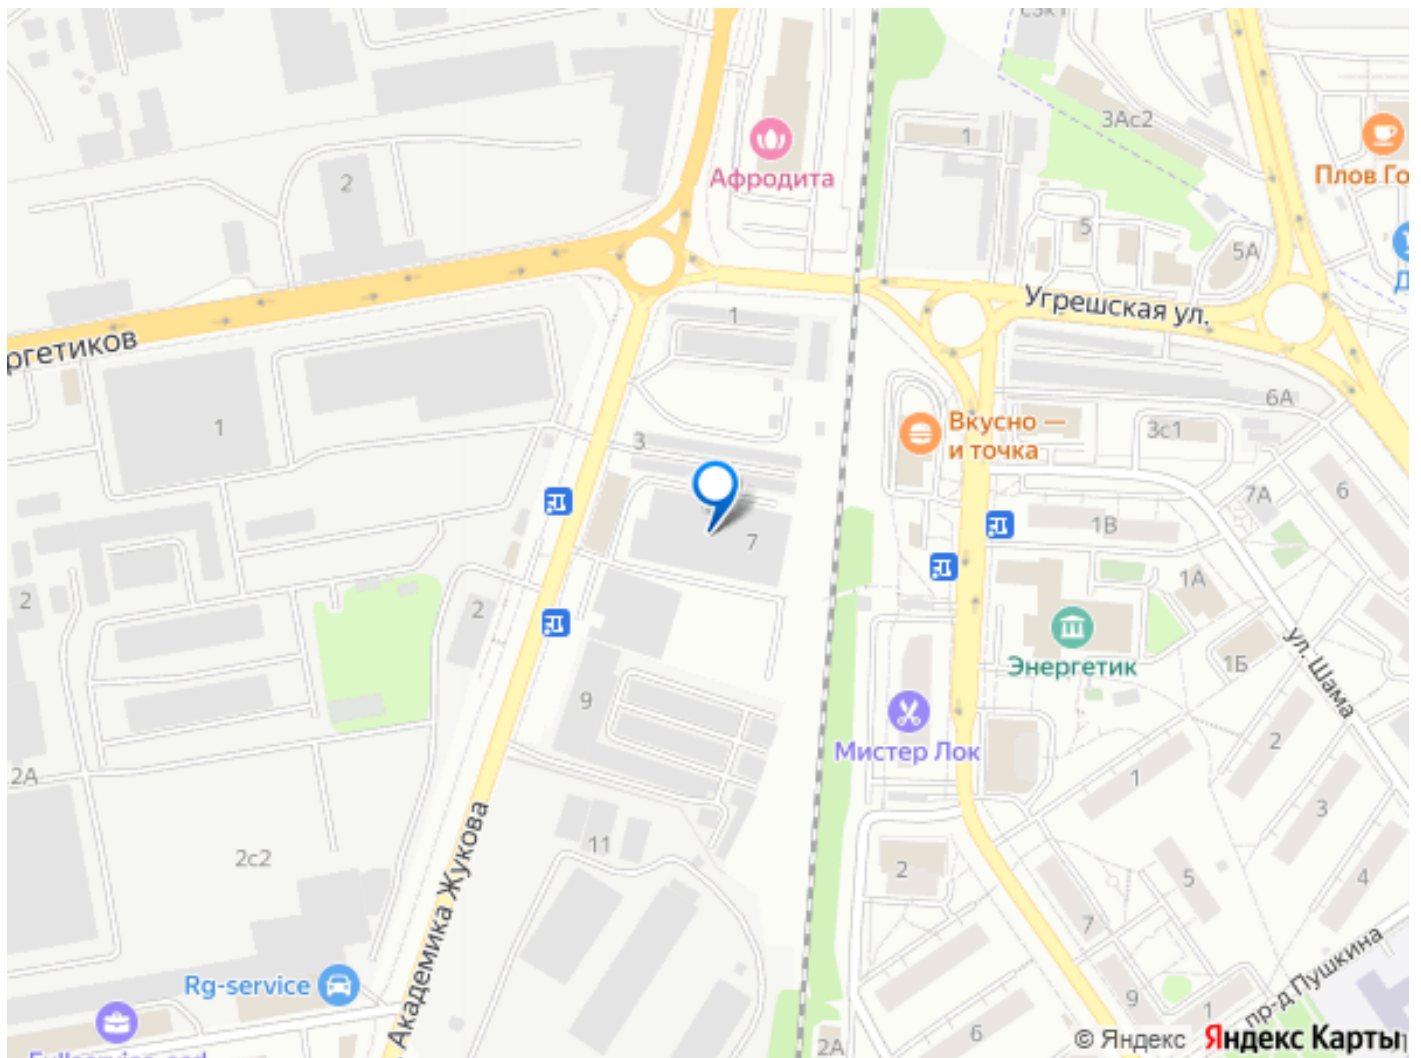 3Ас2
1
Плов Го
Афродита
2
5
5А
Д
Угрешская ул.
ргетиков
1
6А
1
Вкусно —
и точка
3с1
3
6
7А
1В
7
1А
2
2
Энергетик
1Б
ул. Шама
9
Мистер Лок
2
2А
1
3
Академика Жукова
11
2с2
2
5
4
7
пр-д Пушкина
Rg-service
9
1
6
2А
© Яндекс Яндекс Карты